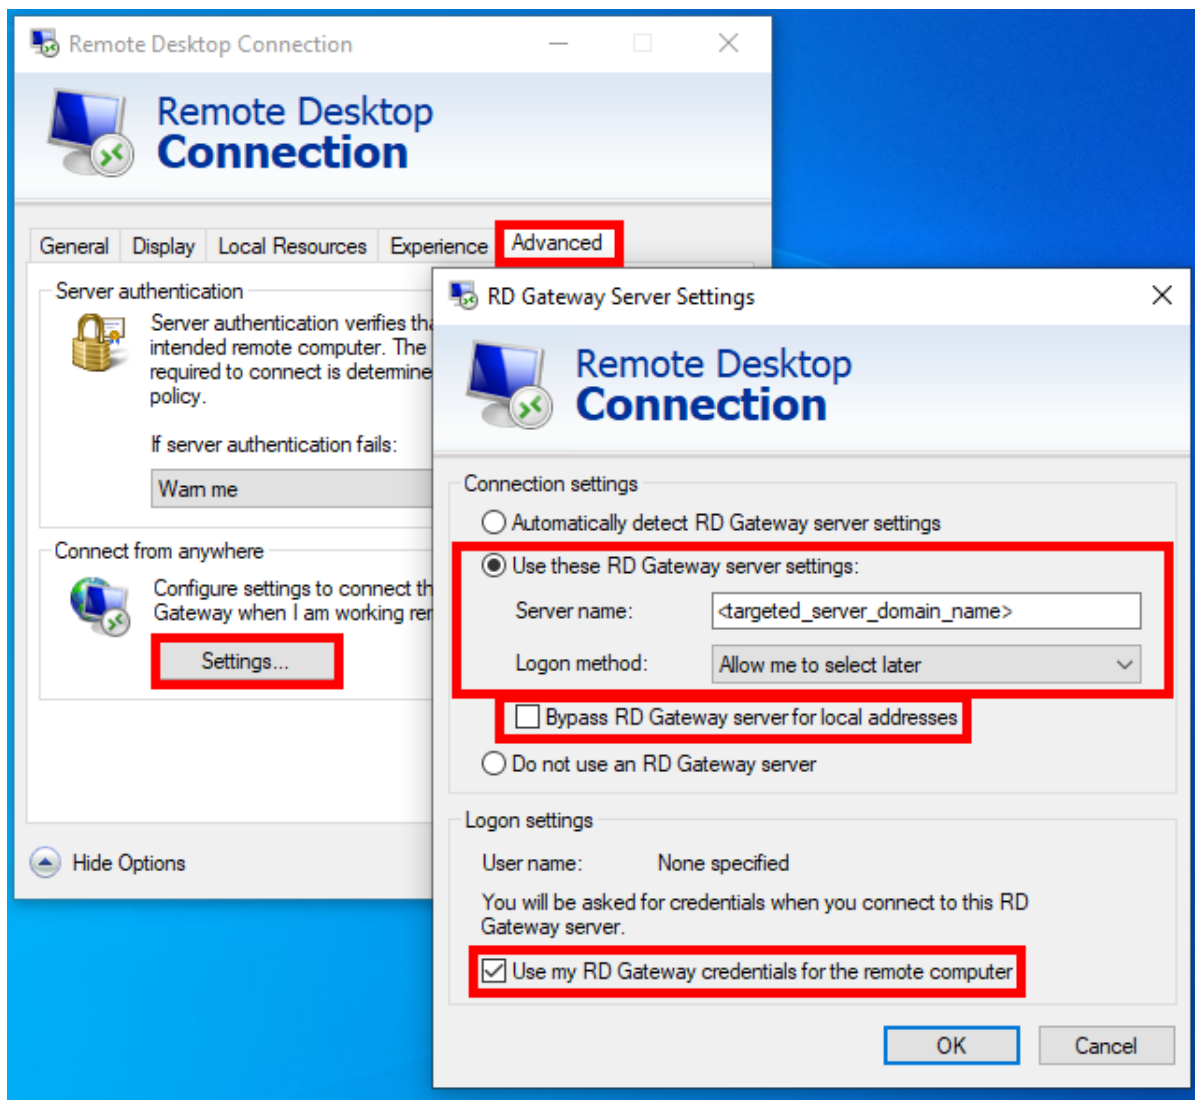 Remote Desktop Connection
Remote Desktop
Connection
General Display Local Resources Experience Advanced
Server authentication
Server authentication verifies tha
intended remote computer. The
required to connect is determine
policy.
If server authentication fails:
Warn me
Connect from anywhere
Configure settings to connect th
Gateway when I am working rem
Settings...
Hide Options
RD Gateway Server Settings
Remote Desktop
Connection
Connection settings
Automatically detect RD Gateway server settings
Use these RD Gateway server settings:
Server name: <targeted_server_domain_name>
Logon method: Allow me to select later
Bypass RD Gateway server for local addresses
Do not use an RD Gateway server
Logon settings
User name: None specified
You will be asked for credentials when you connect to this RD
Gateway server.
Use my RD Gateway credentials for the remote computer
OK Cancel